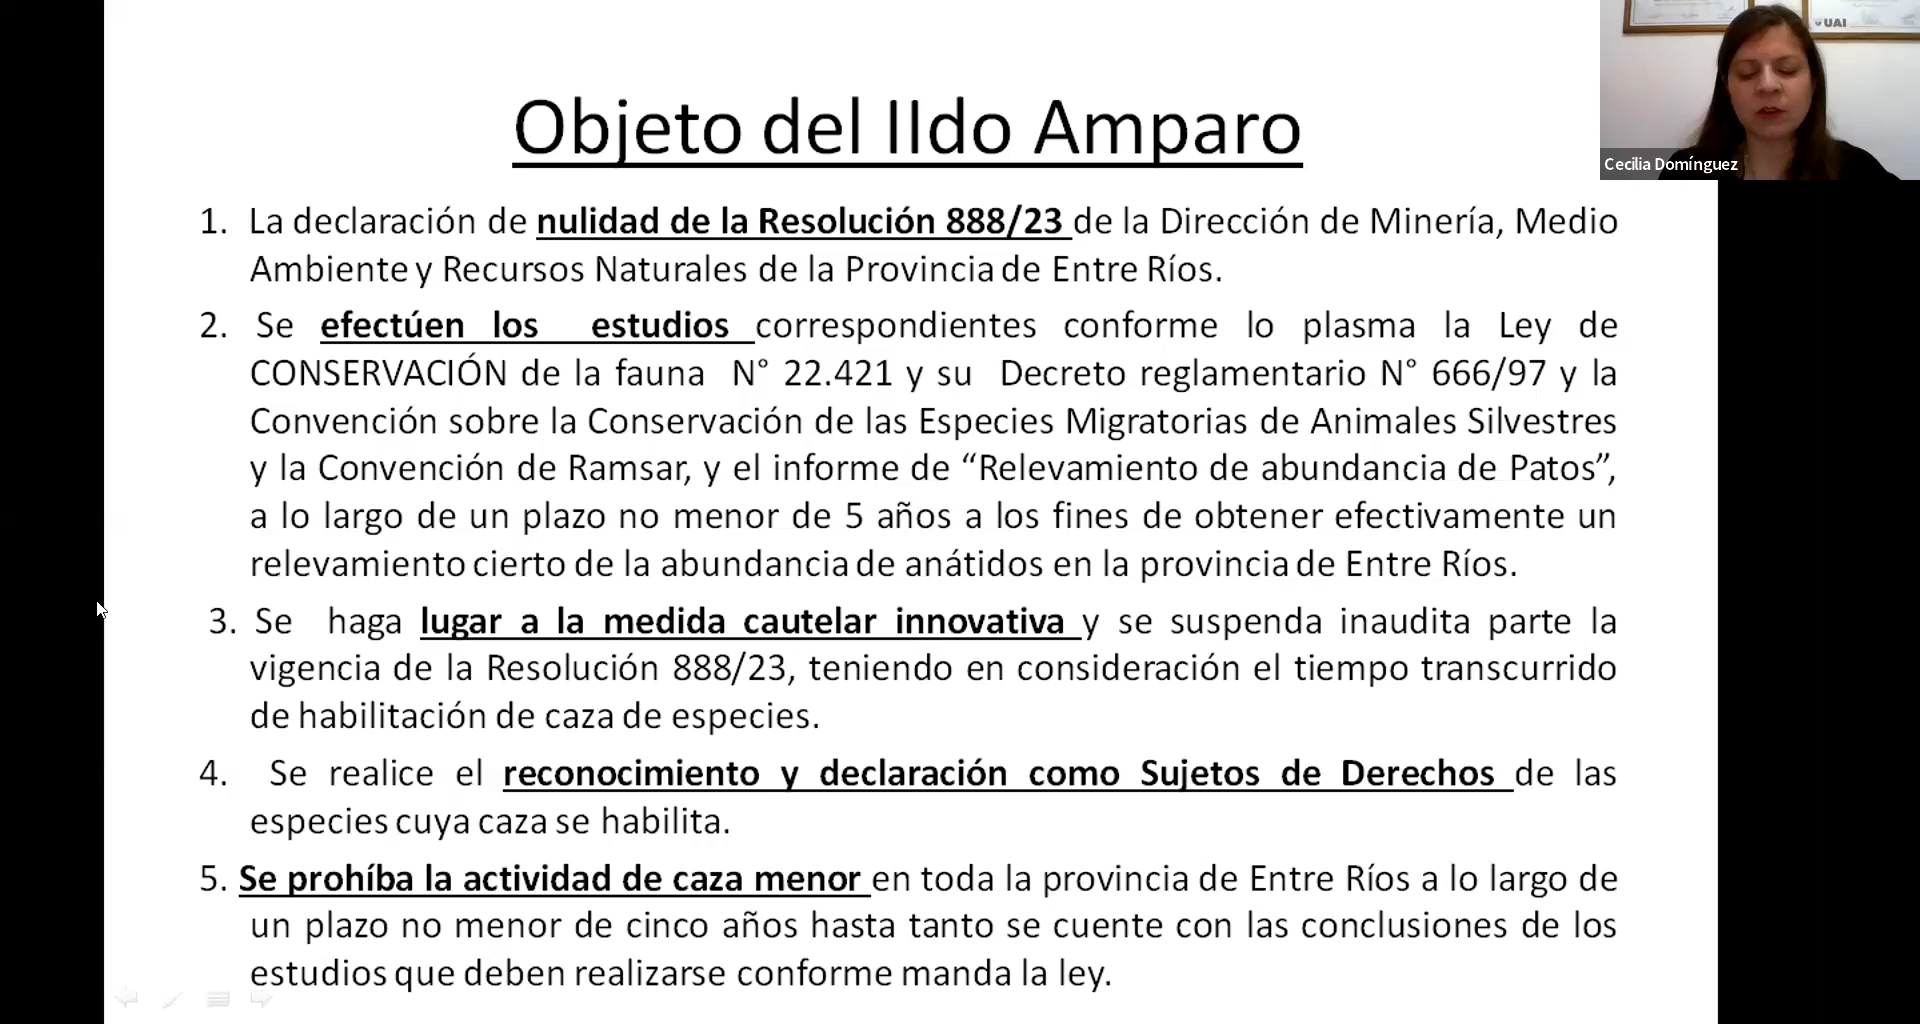 Objeto del IIdo Amparo
1. La declaración de nulidad de la Resolución 888/23 de la Dirección de Minería, Medio
Ambiente y Recursos Naturales de la Provincia de Entre Ríos.
2. Se efectúen los estudios correspondientes conforme lo plasma la Ley de
CONSERVACIÓN de la fauna N° 22.421 y su Decreto reglamentario N° 666/97 y la
Convención sobre la Conservación de las Especies Migratorias de Animales Silvestres
y la Convención de Ramsar, y el informe de “Relevamiento de abundancia de Patos”,
a lo largo de un plazo no menor de 5 años a los fines de obtener efectivamente un
relevamiento cierto de la abundancia de anátidos en la provincia de Entre Ríos.
3. Se haga lugar a la medida cautelar innovativa y se suspenda inaudita parte la
vigencia de la Resolución 888/23, teniendo en consideración el tiempo transcurrido
de habilitación de caza de especies.
4. Se realice el reconocimiento y declaración como Sujetos de Derechos de las
especies cuya caza se habilita.
5. Se prohíba la actividad de caza menor en toda la provincia de Entre Ríos a lo largo de
un plazo no menor de cinco años hasta tanto se cuente con las conclusiones de los
estudios que deben realizarse conforme manda la ley.
UAI
Cecilia Domínguez